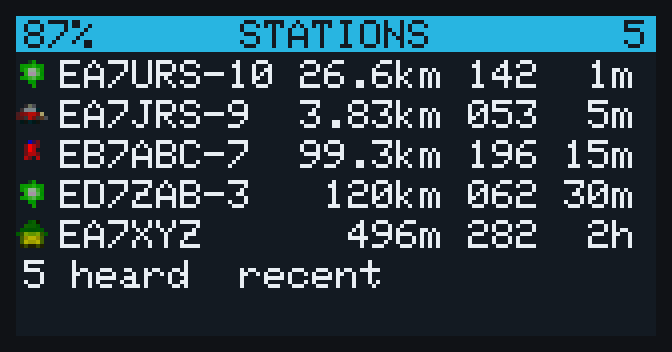 87% STATIONS 5
EA7URS-10 26.6km 142 1m
EA7JRS-9 3.83km 053 5m
EB7ABC-7 99.3km 196 15m
ED7ZAB-3 120km 062 30m
EA7XYZ 496m 282 2h
5 heard recent